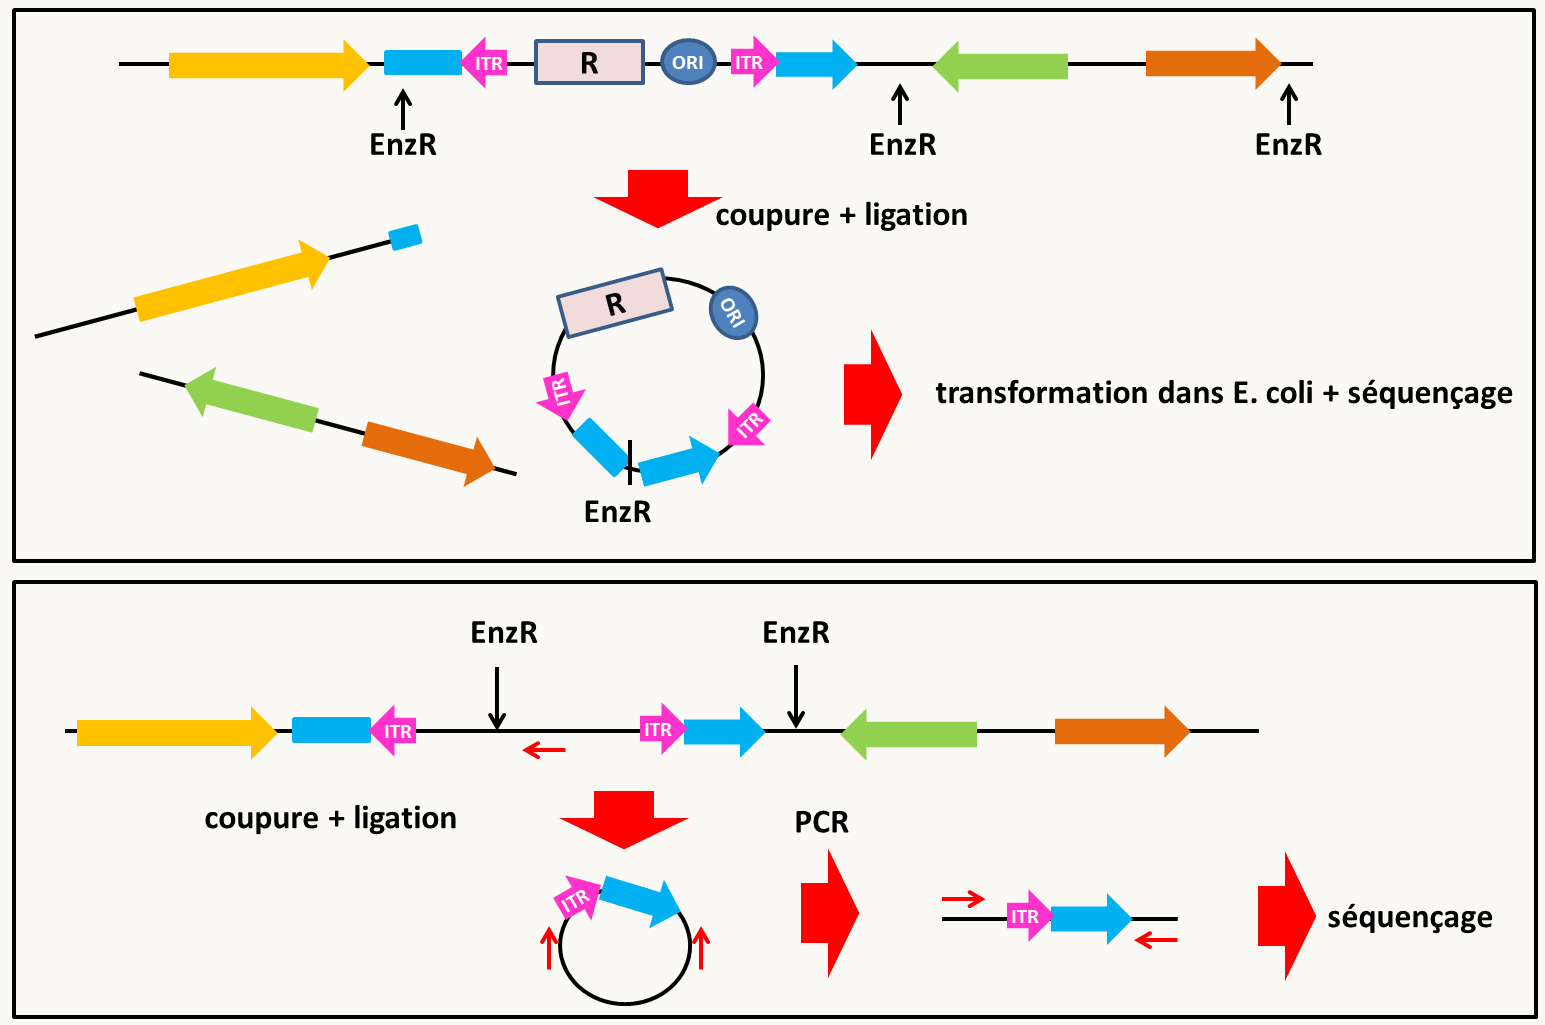 ITR R ORI ITR
EnzR EnzR EnzR
coupure + ligation
R
ORI
ITR
ITR
transformation dans E. coli + séquençage
EnzR
EnzR EnzR
ITR ITR
coupure + ligation
PCR
ITR
ITR
séquençage